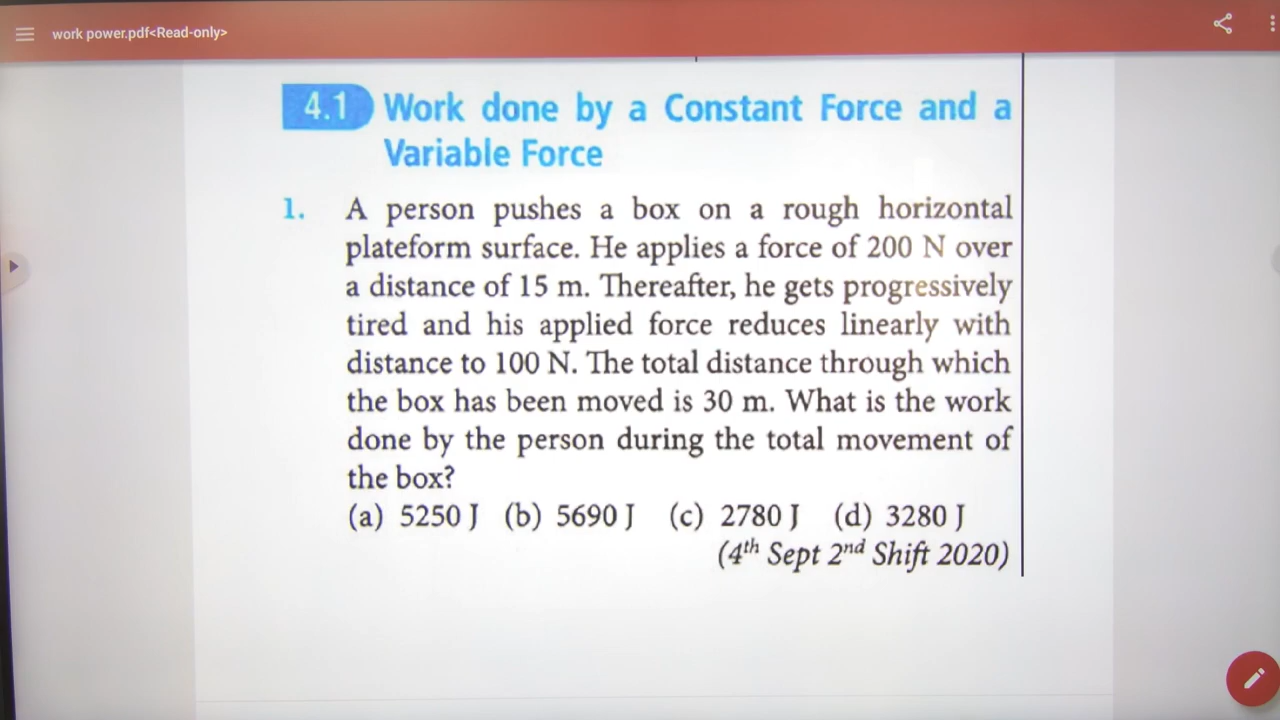 work power.pdf<Read-only>
4.1 Work done by a Constant Force and a
Variable Force
1. A person pushes a box on a rough horizontal
plateform surface. He applies a force of 200 N over
a distance of 15 m. Thereafter, he gets progressively
tired and his applied force reduces linearly with
distance to 100 N. The total distance through which
the box has been moved is 30 m. What is the work
done by the person during the total movement of
the box?
(a) 5250 J (b) 5690 J (c) 2780 J (d) 3280 J
(4th Sept 2nd Shift 2020)